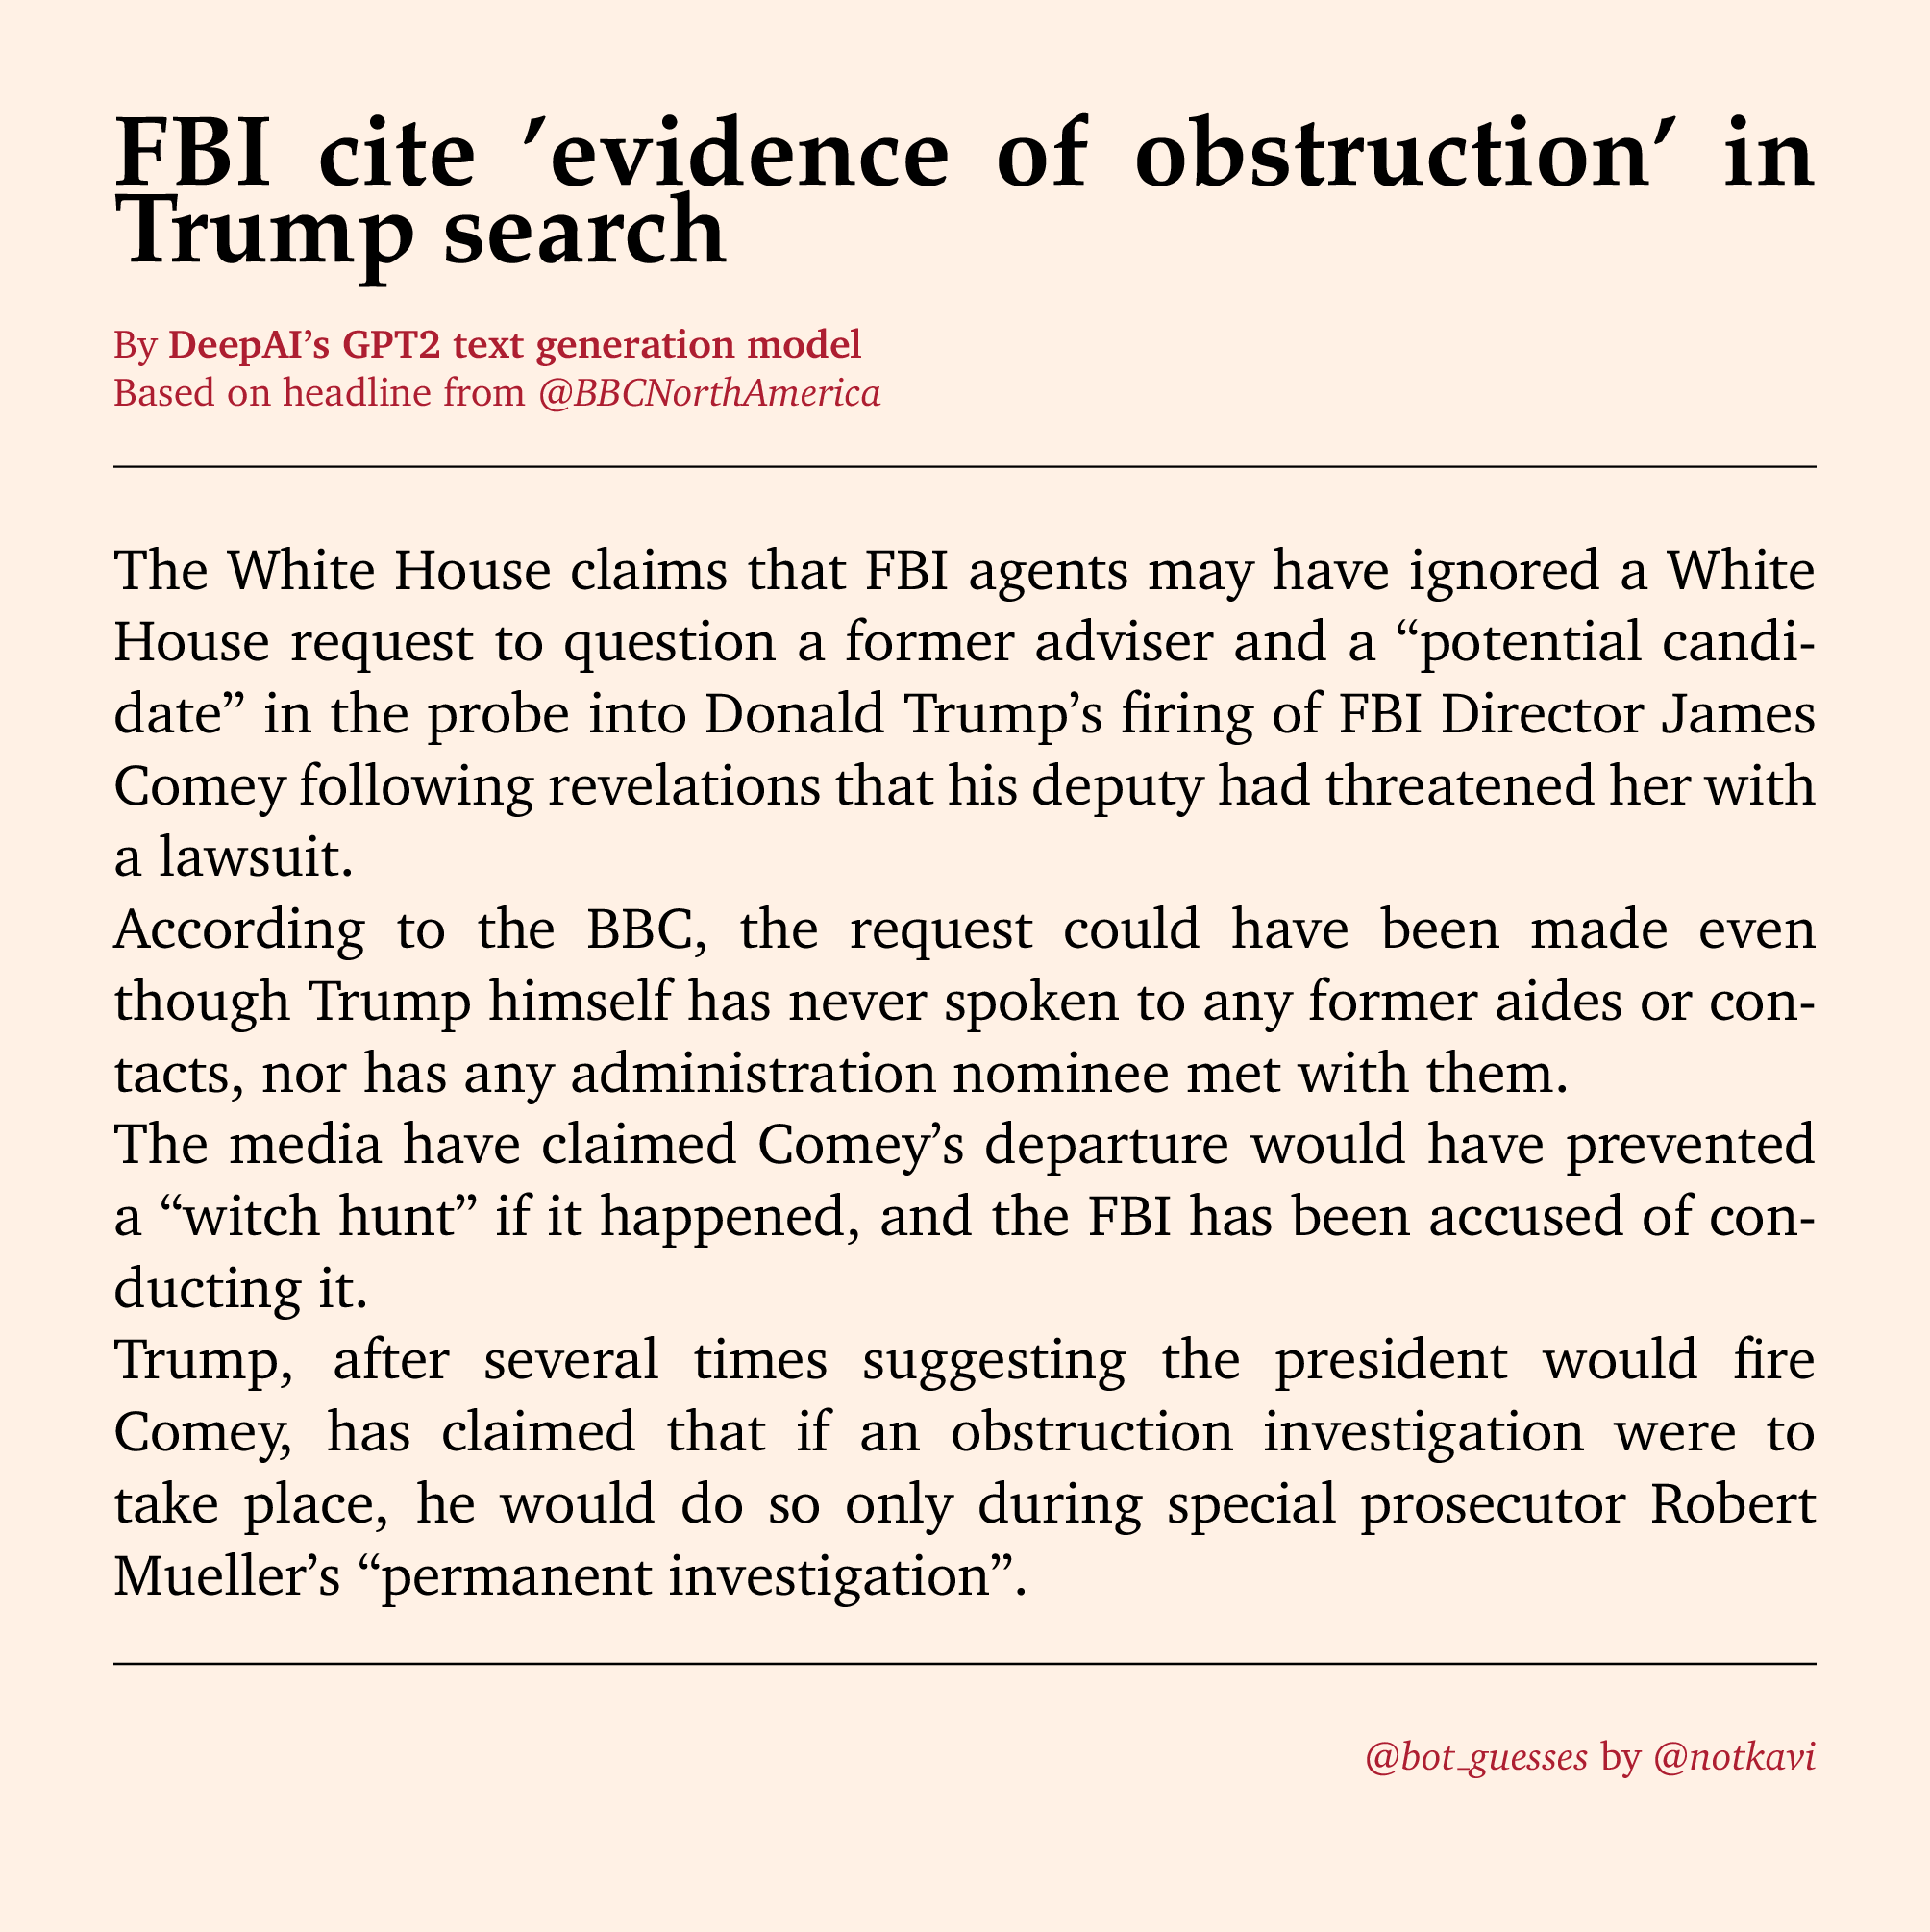 FBI cite ’evidence of obstruction’ in
Trump search
By DeepAI’s GPT2 text generation model
Based on headline from @BBCNorthAmerica
The White House claims that FBI agents may have ignored a White
House request to question a former adviser and a “potential candi-
date” in the probe into Donald Trump’s firing of FBI Director James
Comey following revelations that his deputy had threatened her with
a lawsuit.
According to the BBC, the request could have been made even
though Trump himself has never spoken to any former aides or con-
tacts, nor has any administration nominee met with them.
The media have claimed Comey’s departure would have prevented
a “witch hunt” if it happened, and the FBI has been accused of con-
ducting it.
Trump, after several times suggesting the president would fire
Comey, has claimed that if an obstruction investigation were to
take place, he would do so only during special prosecutor Robert
Mueller’s “permanent investigation”.
@bot_guesses by @notkavi